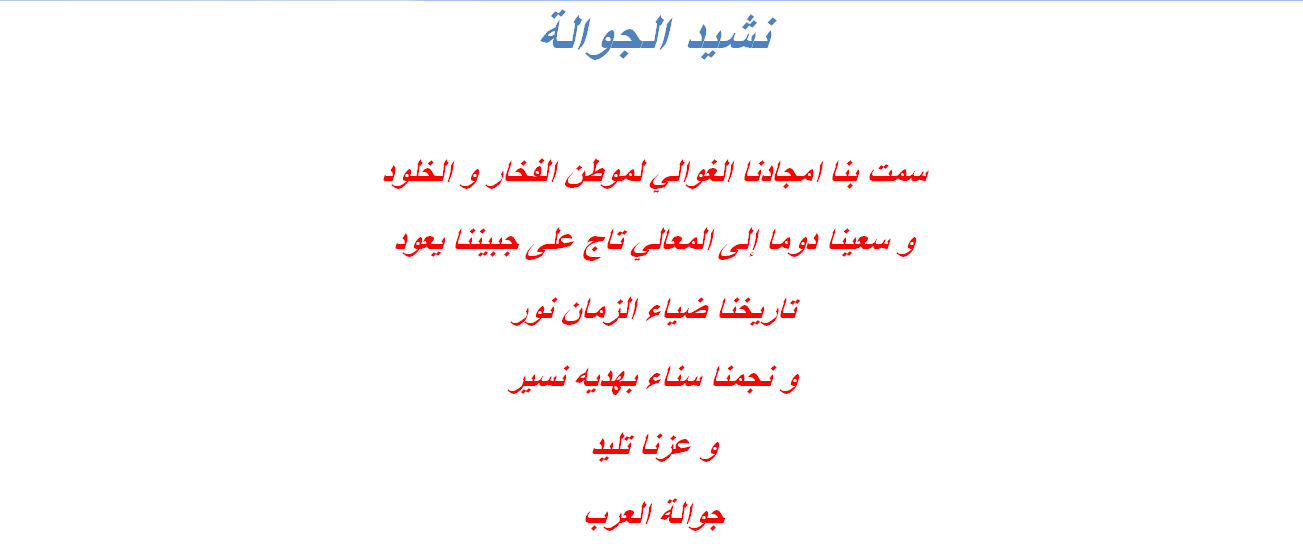 نشيد الجوالة
سمت بنا امجادنا الغوالي لموطن الفخار و الخلود
و سعينا دوما إلى المعالي تاج على جبيننا يعود
تاريخنا ضياء الزمان نور
و نجمنا سناء بهديه نسير
و عزنا تليد
جوالة العرب